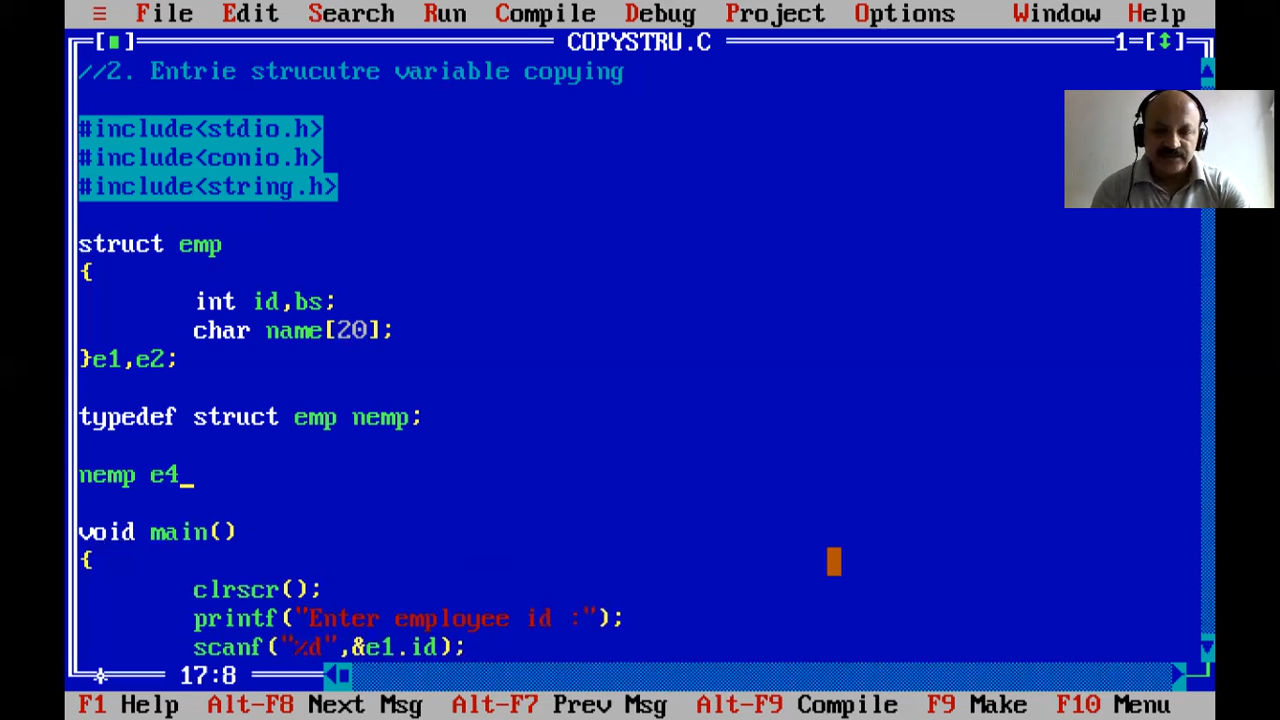 ≡ File Edit Search Run Compile Debug Project Options Window Help
[■] COPYSTRU.C 1=[↕]
//2. Entrie strucutre variable copying
#include<stdio.h>
#include<conio.h>
#include<string.h>
struct emp
{
int id,bs;
char name[20];
}e1,e2;
typedef struct emp nemp;
nemp e4_
void main()
{
clrscr();
printf("Enter employee id :");
scanf("%d",&e1.id);
17:8
F1 Help Alt-F8 Next Msg Alt-F7 Prev Msg Alt-F9 Compile F9 Make F10 Menu